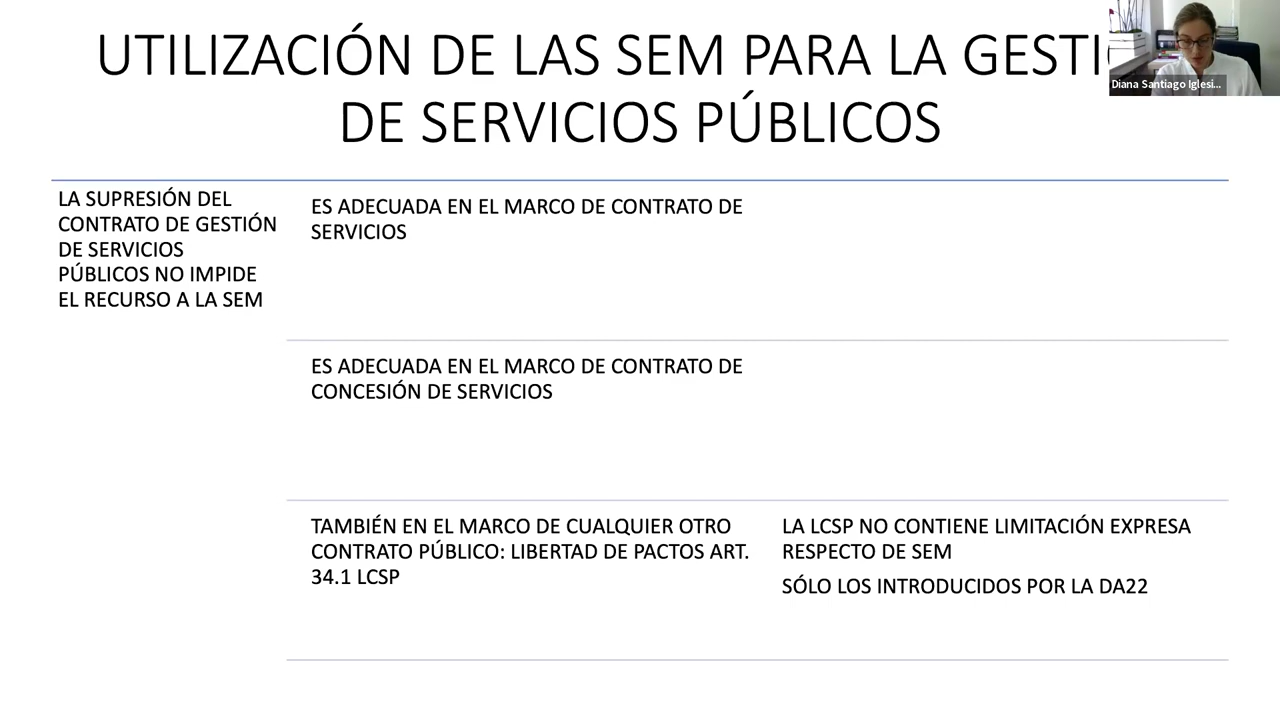 UTILIZACIÓN DE LAS SEM PARA LA GESTI
DE SERVICIOS PÚBLICOS
Diana Santiago Iglesi...
LA SUPRESIÓN DEL
CONTRATO DE GESTIÓN
DE SERVICIOS
PÚBLICOS NO IMPIDE
EL RECURSO A LA SEM
ES ADECUADA EN EL MARCO DE CONTRATO DE
SERVICIOS
ES ADECUADA EN EL MARCO DE CONTRATO DE
CONCESIÓN DE SERVICIOS
TAMBIÉN EN EL MARCO DE CUALQUIER OTRO
CONTRATO PÚBLICO: LIBERTAD DE PACTOS ART.
34.1 LCSP
LA LCSP NO CONTIENE LIMITACIÓN EXPRESA
RESPECTO DE SEM
SÓLO LOS INTRODUCIDOS POR LA DA22